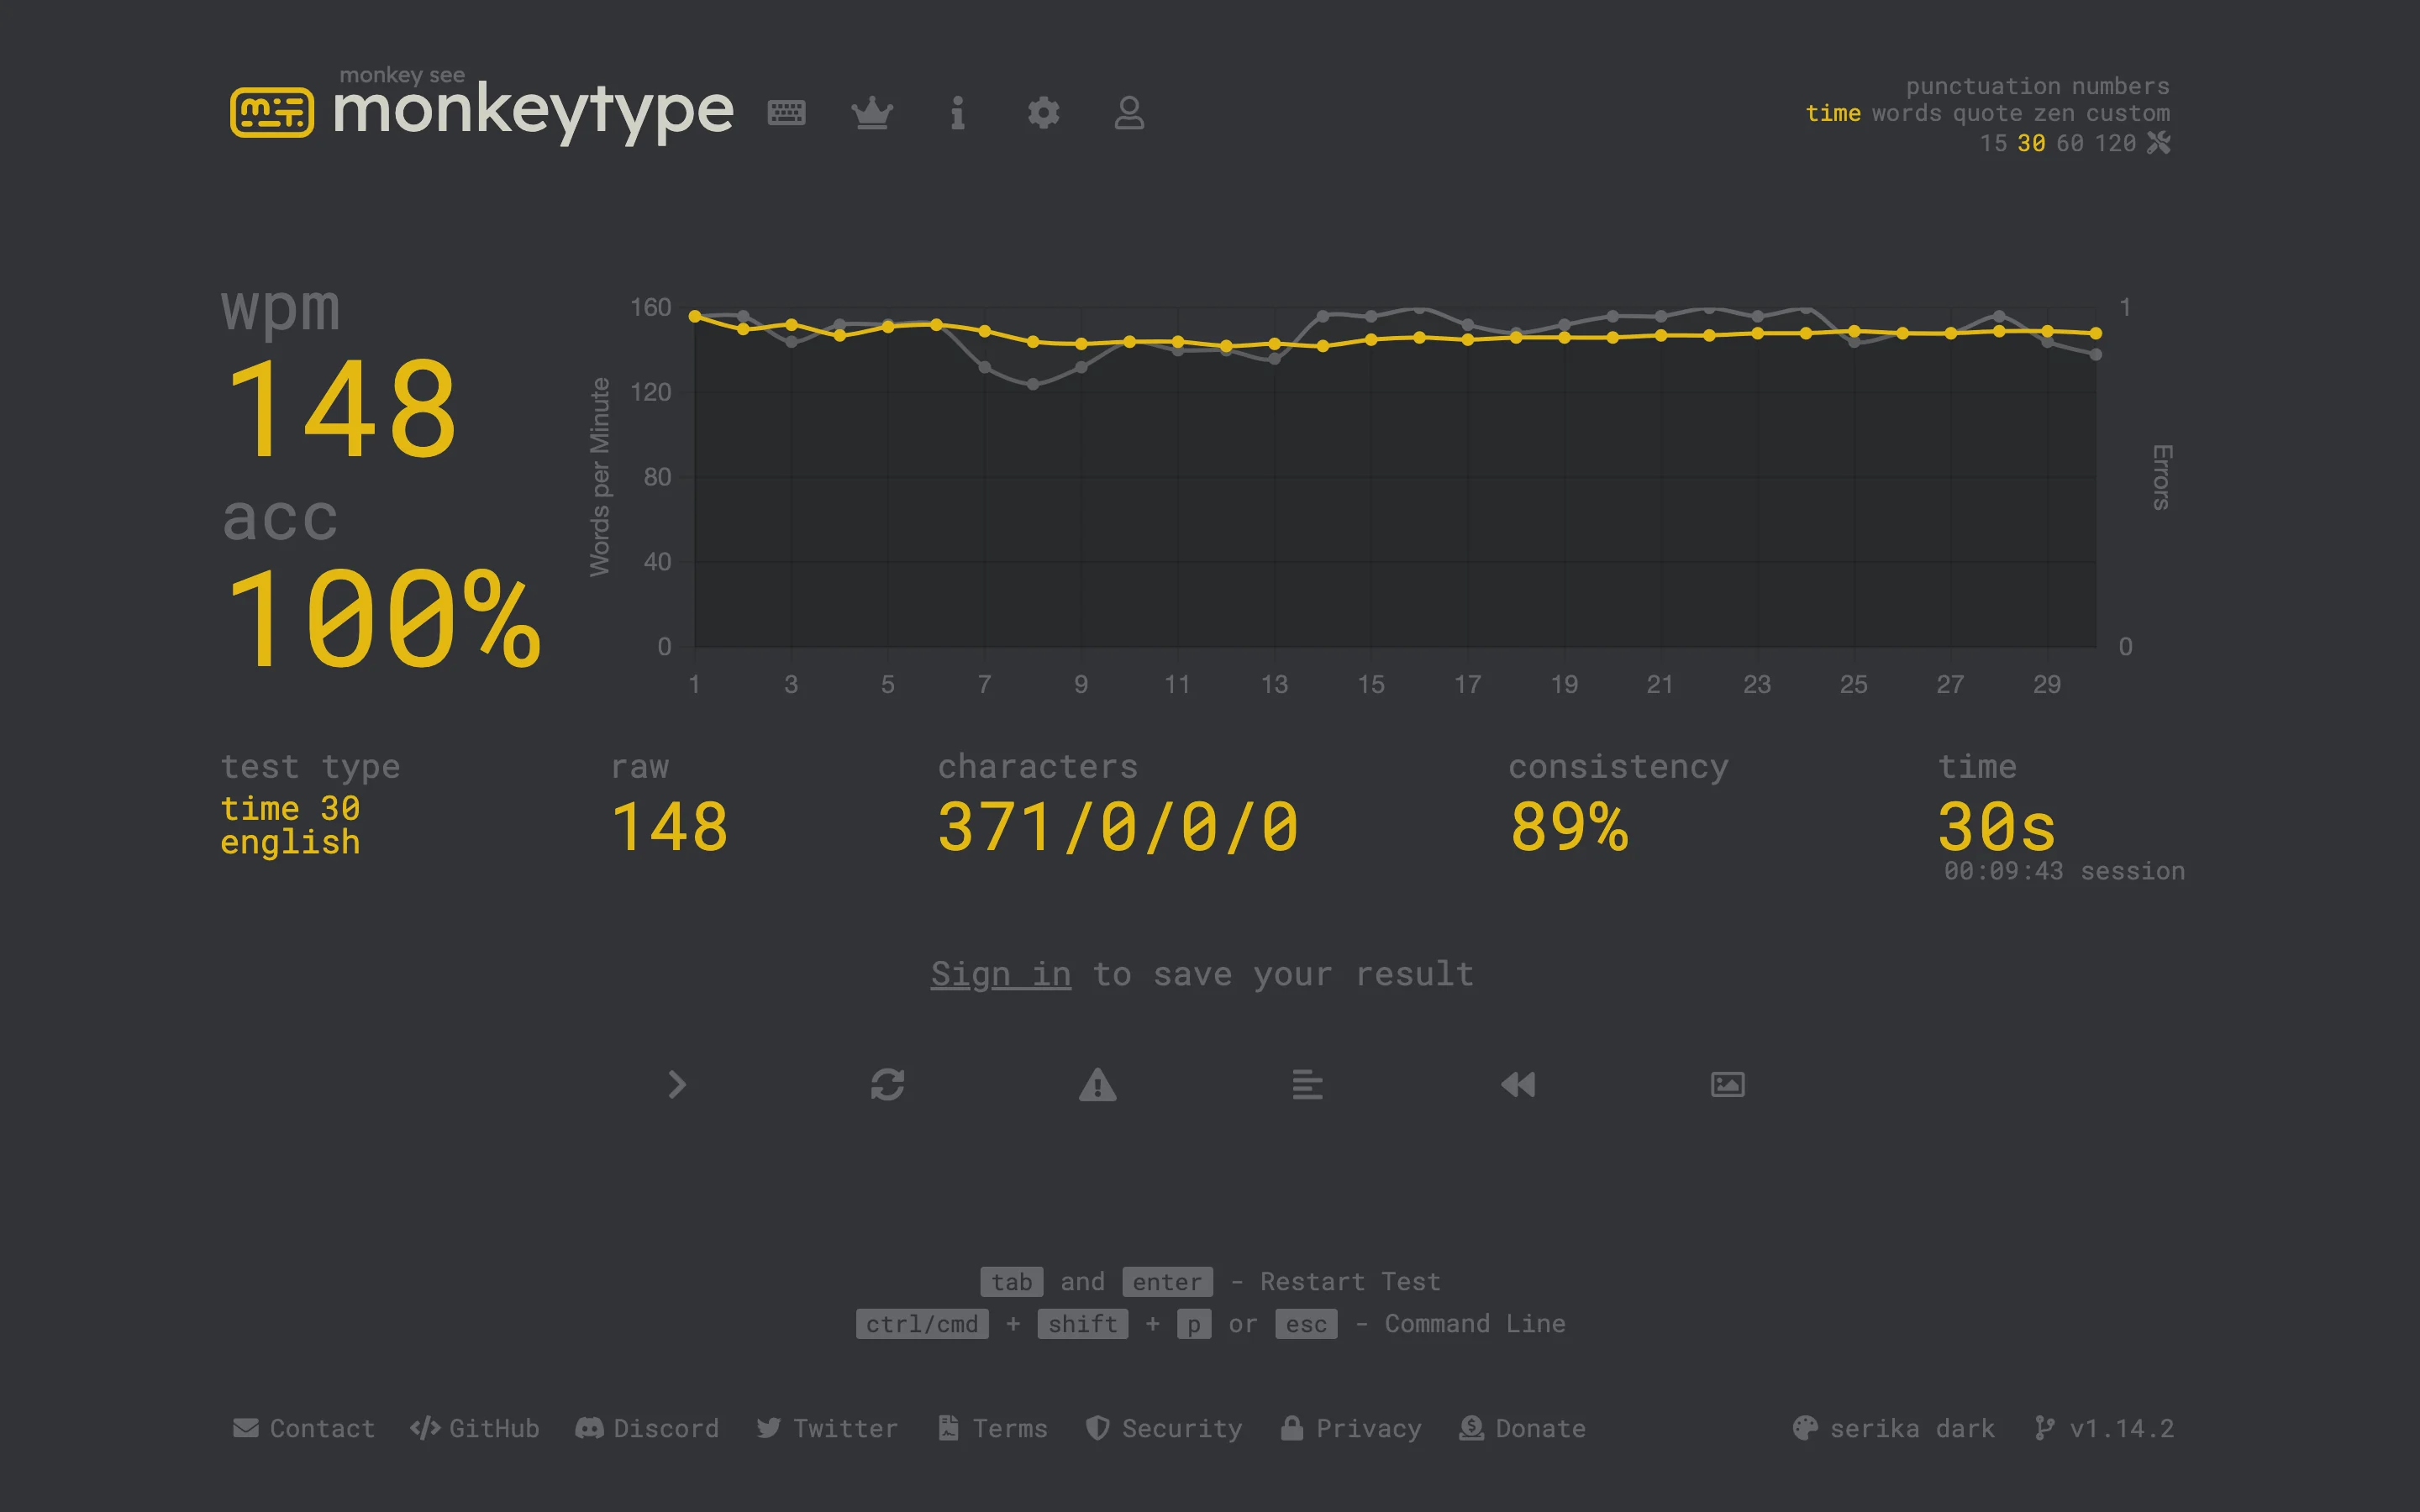 monkey see
monkeytype
punctuation numbers
time words quote zen custom
15 30 60 120
wpm
148
acc
100%
Words per Minute
160
120
80
40
0
1 3 5 7 9 11 13 15 17 19 21 23 25 27 29
1
0
Errors
test type
time 30
english
raw
148
characters
371/0/0/0
consistency
89%
time
30s
00:09:43 session
Sign in to save your result
tab and enter - Restart Test
ctrl/cmd + shift + p or esc - Command Line
Contact GitHub Discord Twitter Terms Security Privacy Donate serika dark v1.14.2